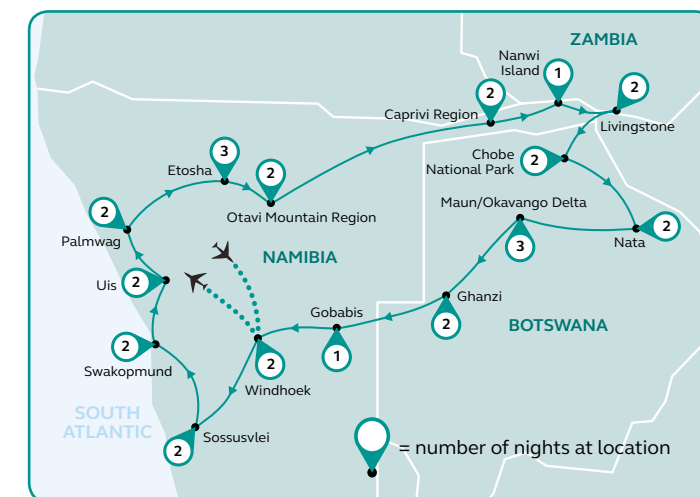 ZAMBIA
Nanwi
Island
1
2
2
Caprivi Region
Livingstone
3
Etosha
2
Chobe
National Park
2
Otavi Mountain Region
Maun/Okavango Delta
2
Palmwag
3
2
Nata
NAMIBIA
Uis
2
Ghanzi
2
Gobabis
BOTSWANA
1
2
Swakopmund
2
Windhoek
SOUTH
ATLANTIC
Sossusvlei
2
= number of nights at location